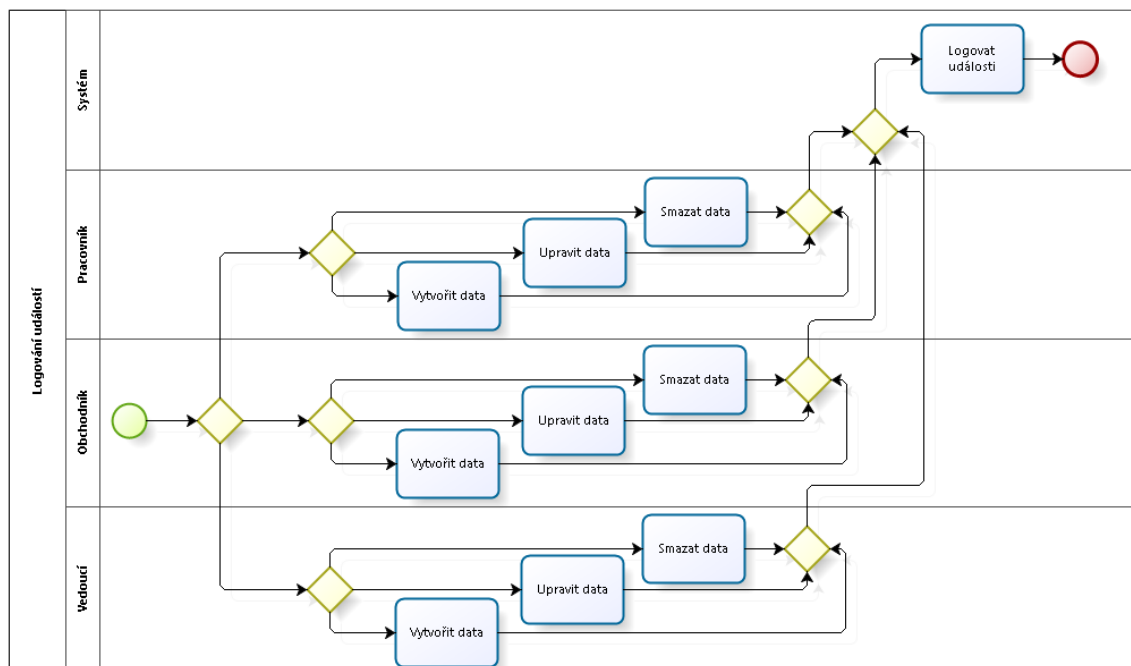 Logování událostí
Systém
Logovat
události
Pracovník
Smazat data
Upravit data
Vytvořit data
Obchodník
Smazat data
Upravit data
Vytvořit data
Vedoucí
Smazat data
Upravit data
Vytvořit data